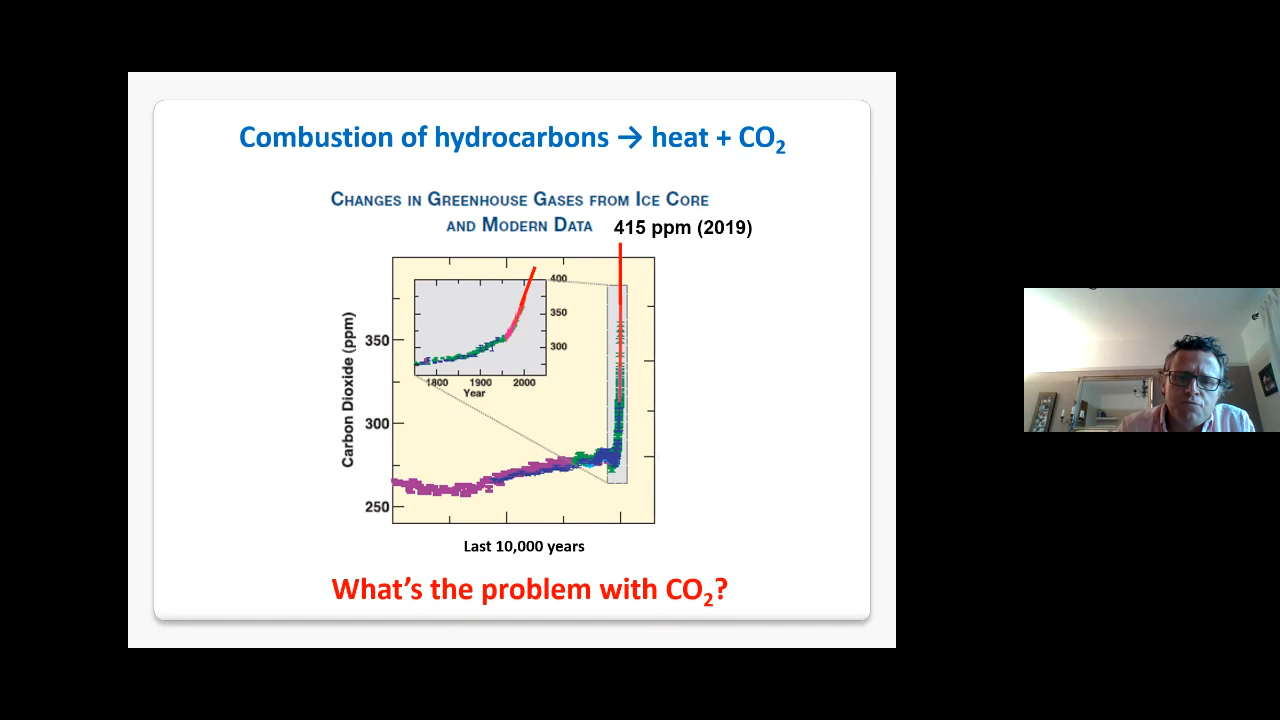 Combustion of hydrocarbons → heat + CO₂
CHANGES IN GREENHOUSE GASES FROM ICE CORE
AND MODERN DATA
415 ppm (2019)
400
350
300
1800 1900 2000
Year
Carbon Dioxide (ppm)
350
300
250
Last 10,000 years
What's the problem with CO₂?